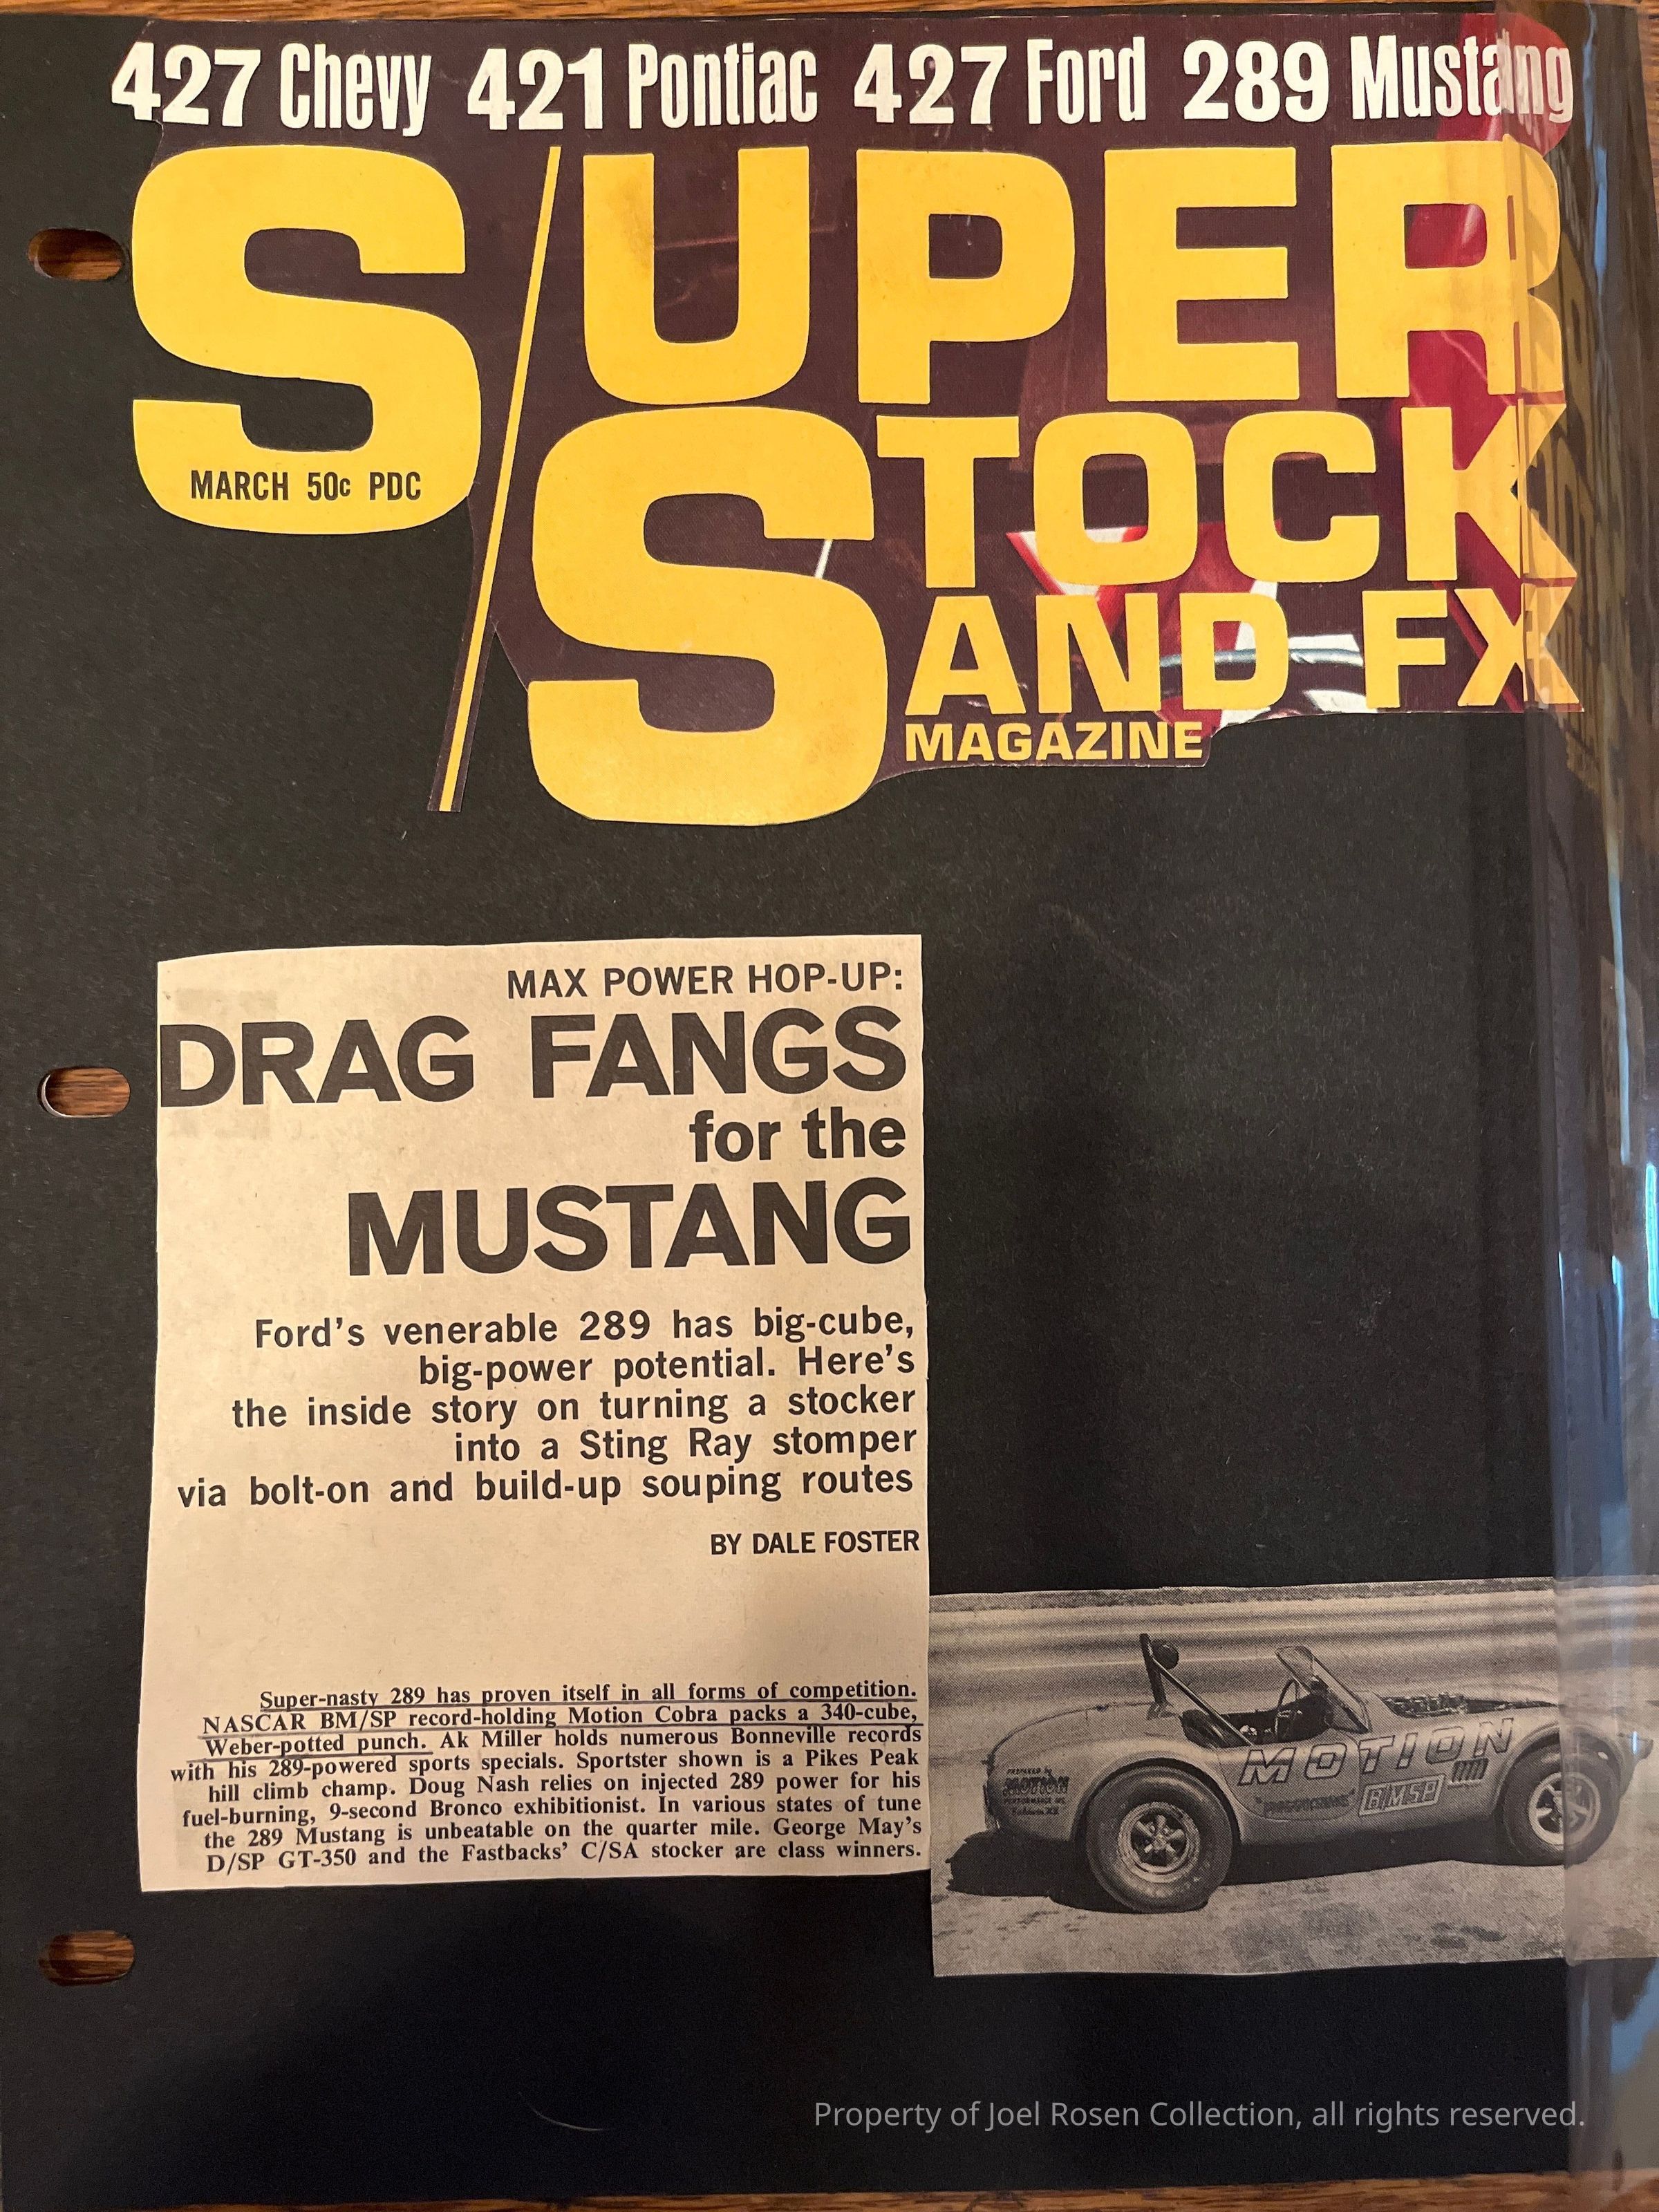 427 Chevy 421 Pontiac 427 Ford 289 Mustang
S/UPER
STOCK
AND FX
MAGAZINE
MARCH 50c PDC
MAX POWER HOP-UP:
DRAG FANGS
for the
MUSTANG
Ford's venerable 289 has big-cube,
big-power potential. Here's
the inside story on turning a stocker
into a Sting Ray stomper
via bolt-on and build-up souping routes
BY DALE FOSTER
Super-nasty 289 has proven itself in all forms of competition.
NASCAR BM/SP record-holding Motion Cobra packs a 340-cube,
Weber-potted punch. Ak Miller holds numerous Bonneville records
with his 289-powered sports specials. Sportster shown is a Pikes Peak
hill climb champ. Doug Nash relies on injected 289 power for his
fuel-burning, 9-second Bronco exhibitionist. In various states of tune
the 289 Mustang is unbeatable on the quarter mile. George May's
D/SP GT-350 and the Fastbacks' C/SA stocker are class winners.
MOTION
BMSP
PREPARED by
MOTION
PERFORMANCE INC.
Property of Joel Rosen Collection, all rights reserved.